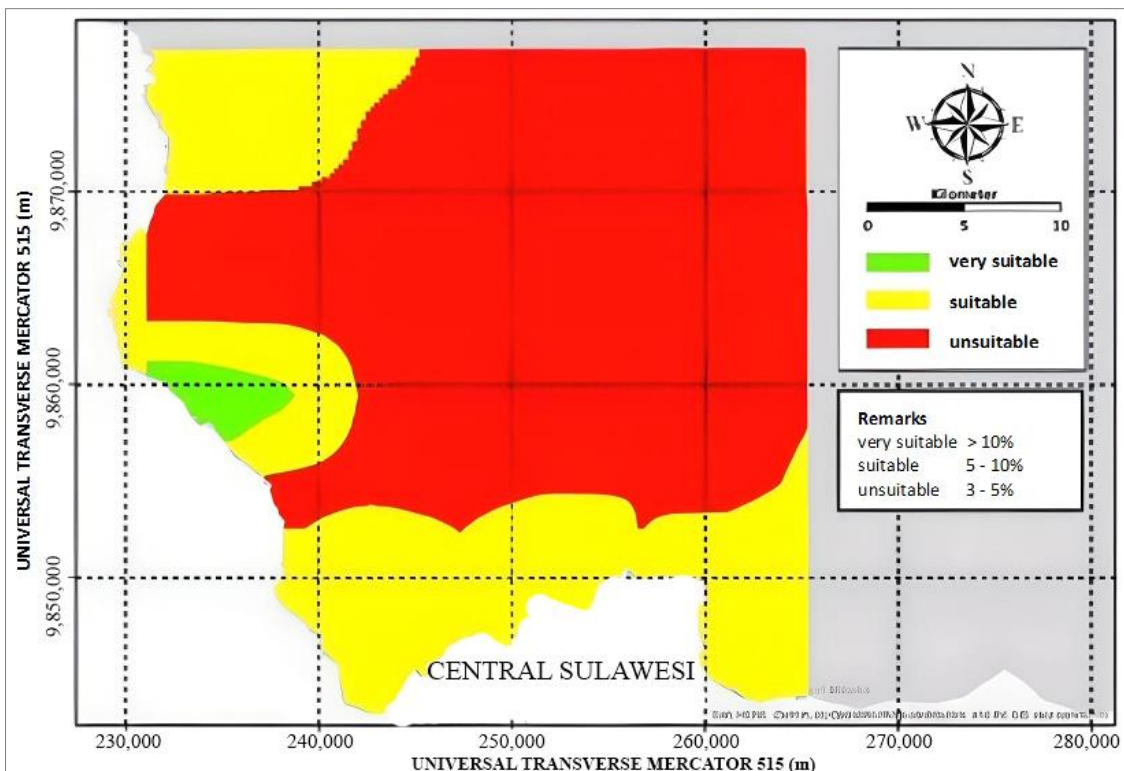 UNIVERSAL TRANSVERSE MERCATOR 515 (m)
9,870,000
9,860,000
9,850,000
N
W E
S
Kilometer
0 5 10
very suitable
suitable
unsuitable
Remarks
very suitable > 10%
suitable 5 - 10%
unsuitable 3 - 5%
CENTRAL SULAWESI
230,000 240,000 250,000 260,000 270,000 280,000
UNIVERSAL TRANSVERSE MERCATOR 515 (m)